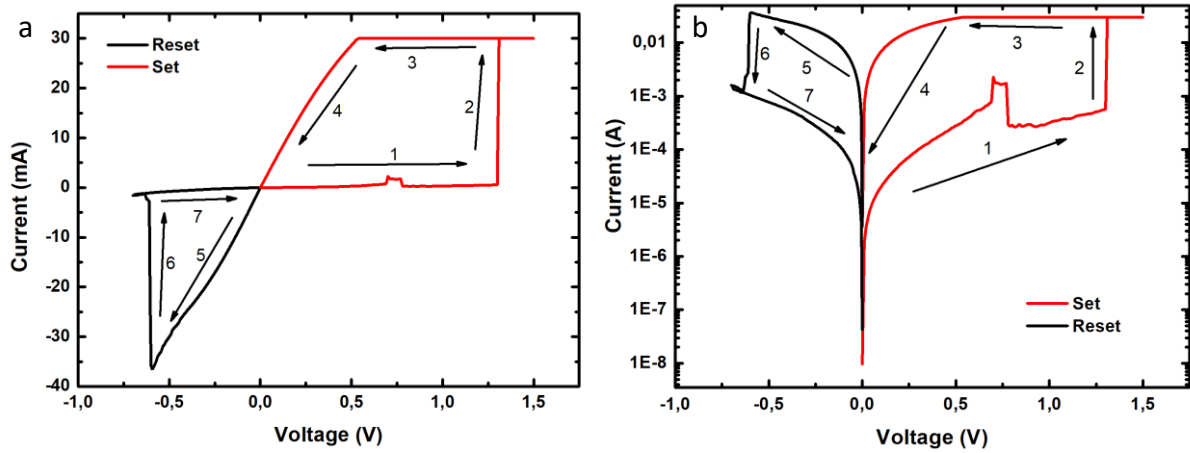 a
Reset
Set
Current (mA)
30
20
10
0
-10
-20
-30
-40
-1,0
-0,5
0,0
0,5
1,0
1,5
Voltage (V)
1
2
3
4
5
6
7
b
Current (A)
0,01
1E-3
1E-4
1E-5
1E-6
1E-7
1E-8
-1,0
-0,5
0,0
0,5
1,0
1,5
Voltage (V)
1
2
3
4
5
6
7
Set
Reset